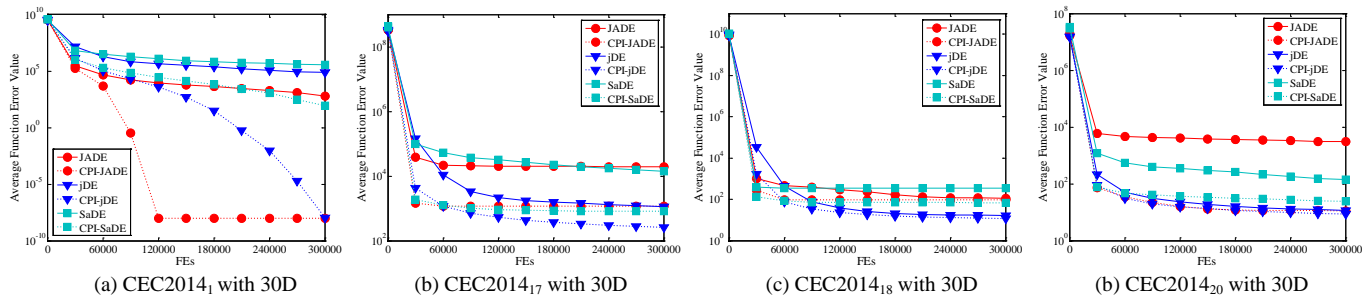 Average Function Error Value
10^10
10^5
10^0
10^-5
10^-10
0 60000 120000 180000 240000 300000
FEs
JADE
CPI-JADE
jDE
CPI-jDE
SaDE
CPI-SaDE
(a) CEC2014_1 with 30D
Average Function Error Value
10^8
10^6
10^4
10^2
0 60000 120000 180000 240000 300000
FEs
JADE
CPI-JADE
jDE
CPI-jDE
SaDE
CPI-SaDE
(b) CEC2014_17 with 30D
Average Function Error Value
10^10
10^8
10^6
10^4
10^2
10^0
0 60000 120000 180000 240000 300000
FEs
JADE
CPI-JADE
jDE
CPI-jDE
SaDE
CPI-SaDE
(c) CEC2014_18 with 30D
Average Function Error Value
10^8
10^6
10^4
10^2
10^0
0 60000 120000 180000 240000 300000
FEs
JADE
CPI-JADE
jDE
CPI-jDE
SaDE
CPI-SaDE
(b) CEC2014_20 with 30D